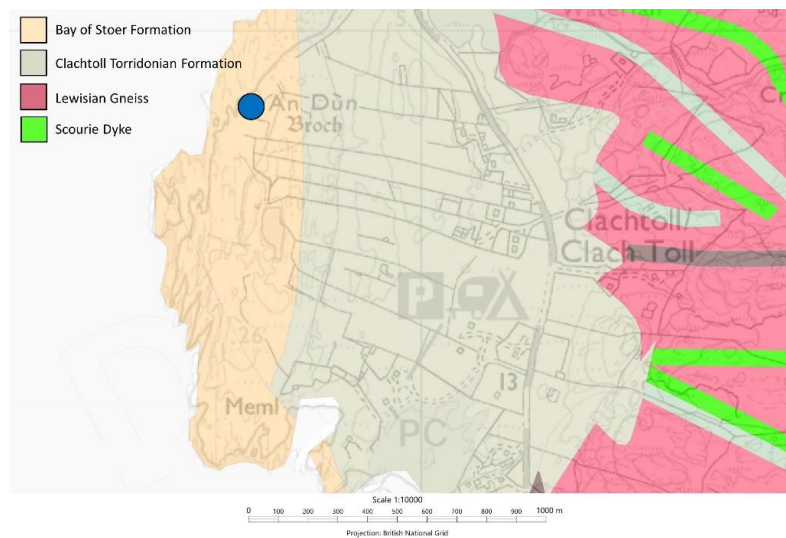 Bay of Stoer Formation
Clachtoll Torridonian Formation
Lewisian Gneiss
Scourie Dyke
5
An Dùn
Broch
Clachtoll/
Clach Toll
P
26
Meml
13
PC
Scale 1:10000
0 100 200 300 400 500 600 700 800 900 1000 m
Projection: British National Grid